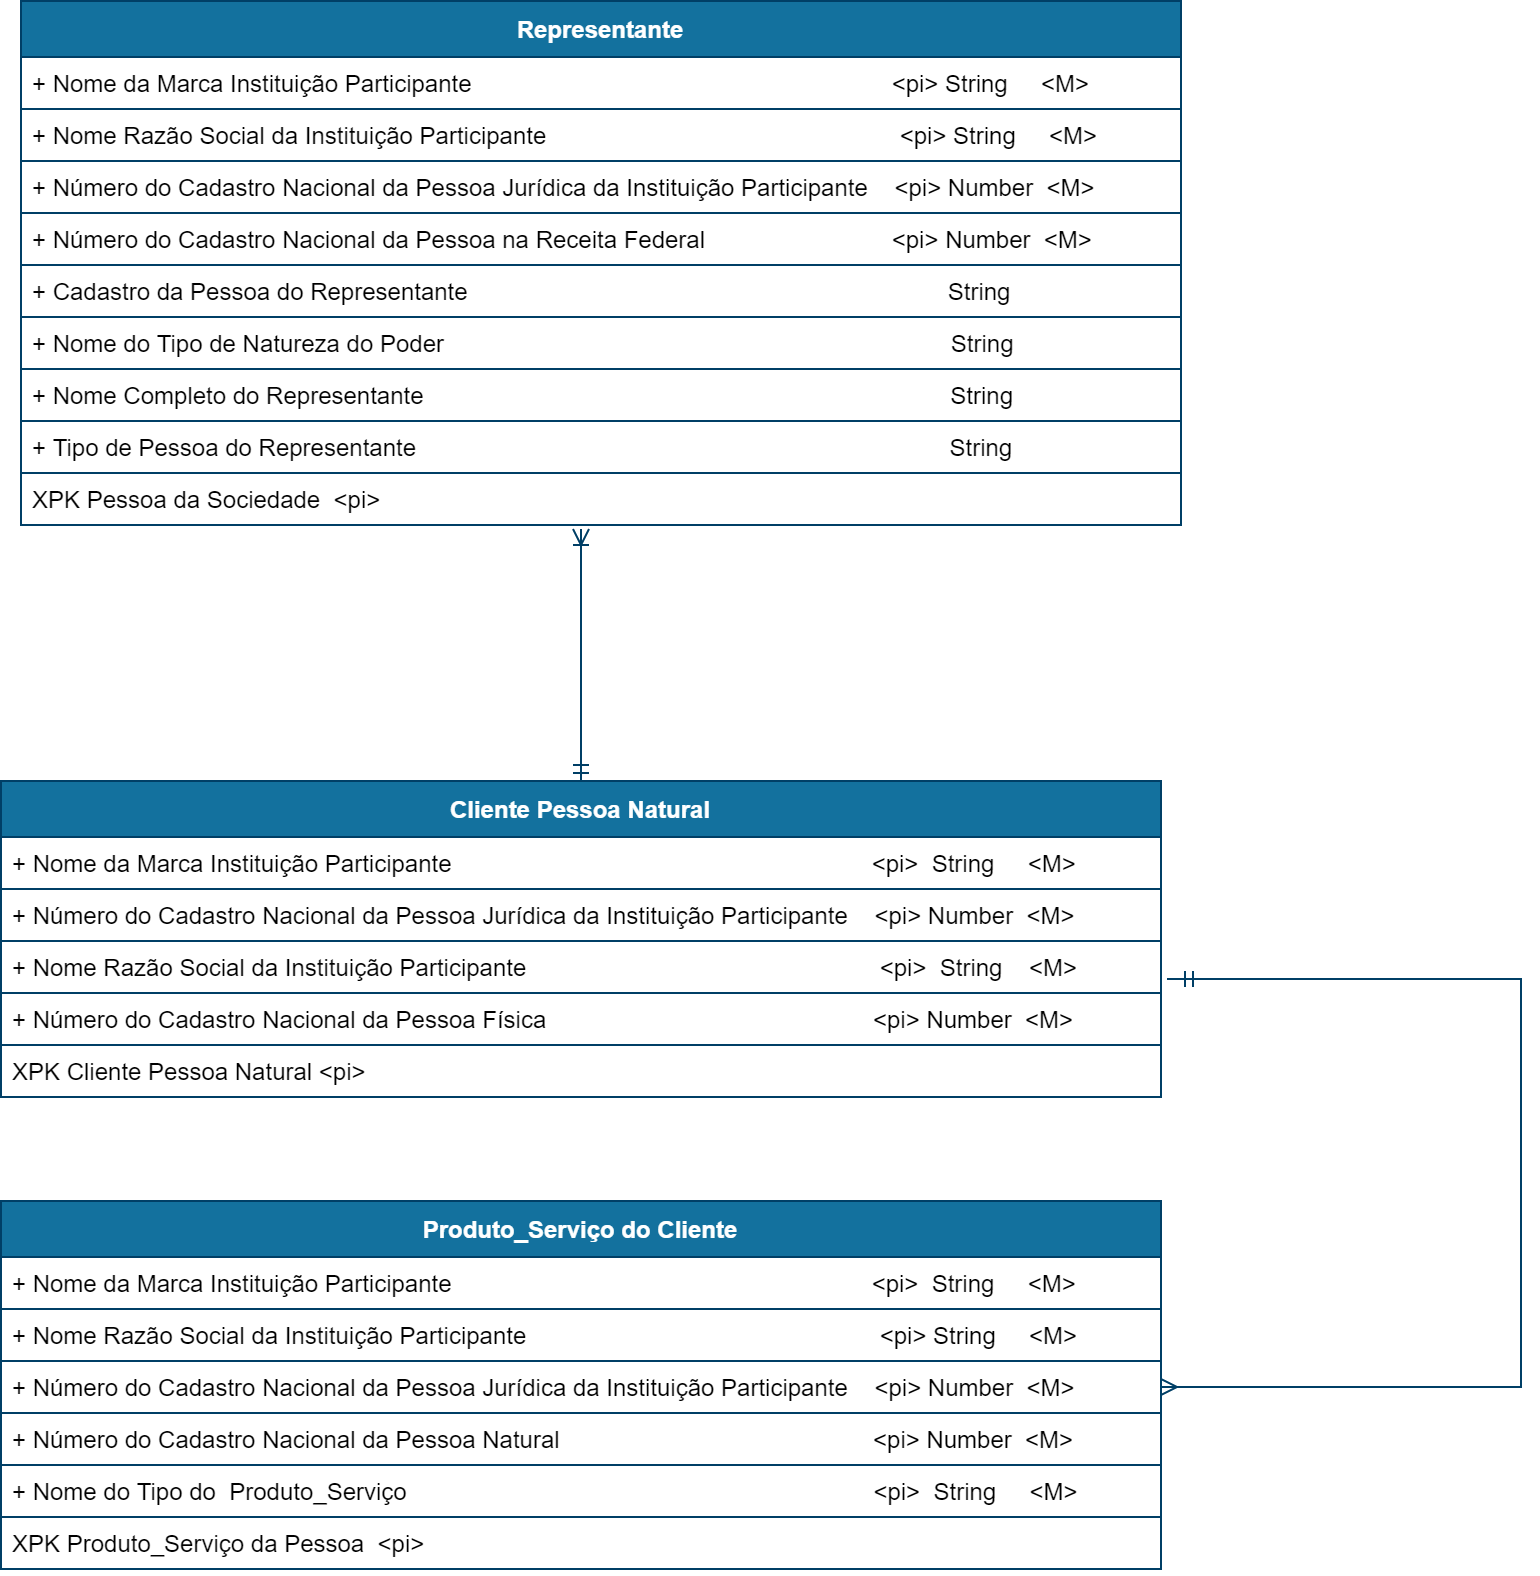 Representante
+ Nome da Marca Instituição Participante <pi> String <M>
+ Nome Razão Social da Instituição Participante <pi> String <M>
+ Número do Cadastro Nacional da Pessoa Jurídica da Instituição Participante <pi> Number <M>
+ Número do Cadastro Nacional da Pessoa na Receita Federal <pi> Number <M>
+ Cadastro da Pessoa do Representante String
+ Nome do Tipo de Natureza do Poder String
+ Nome Completo do Representante String
+ Tipo de Pessoa do Representante String
XPK Pessoa da Sociedade <pi>
Cliente Pessoa Natural
+ Nome da Marca Instituição Participante <pi> String <M>
+ Número do Cadastro Nacional da Pessoa Jurídica da Instituição Participante <pi> Number <M>
+ Nome Razão Social da Instituição Participante <pi> String <M>
+ Número do Cadastro Nacional da Pessoa Física <pi> Number <M>
XPK Cliente Pessoa Natural <pi>
Produto_Serviço do Cliente
+ Nome da Marca Instituição Participante <pi> String <M>
+ Nome Razão Social da Instituição Participante <pi> String <M>
+ Número do Cadastro Nacional da Pessoa Jurídica da Instituição Participante <pi> Number <M>
+ Número do Cadastro Nacional da Pessoa Natural <pi> Number <M>
+ Nome do Tipo do Produto_Serviço <pi> String <M>
XPK Produto_Serviço da Pessoa <pi>